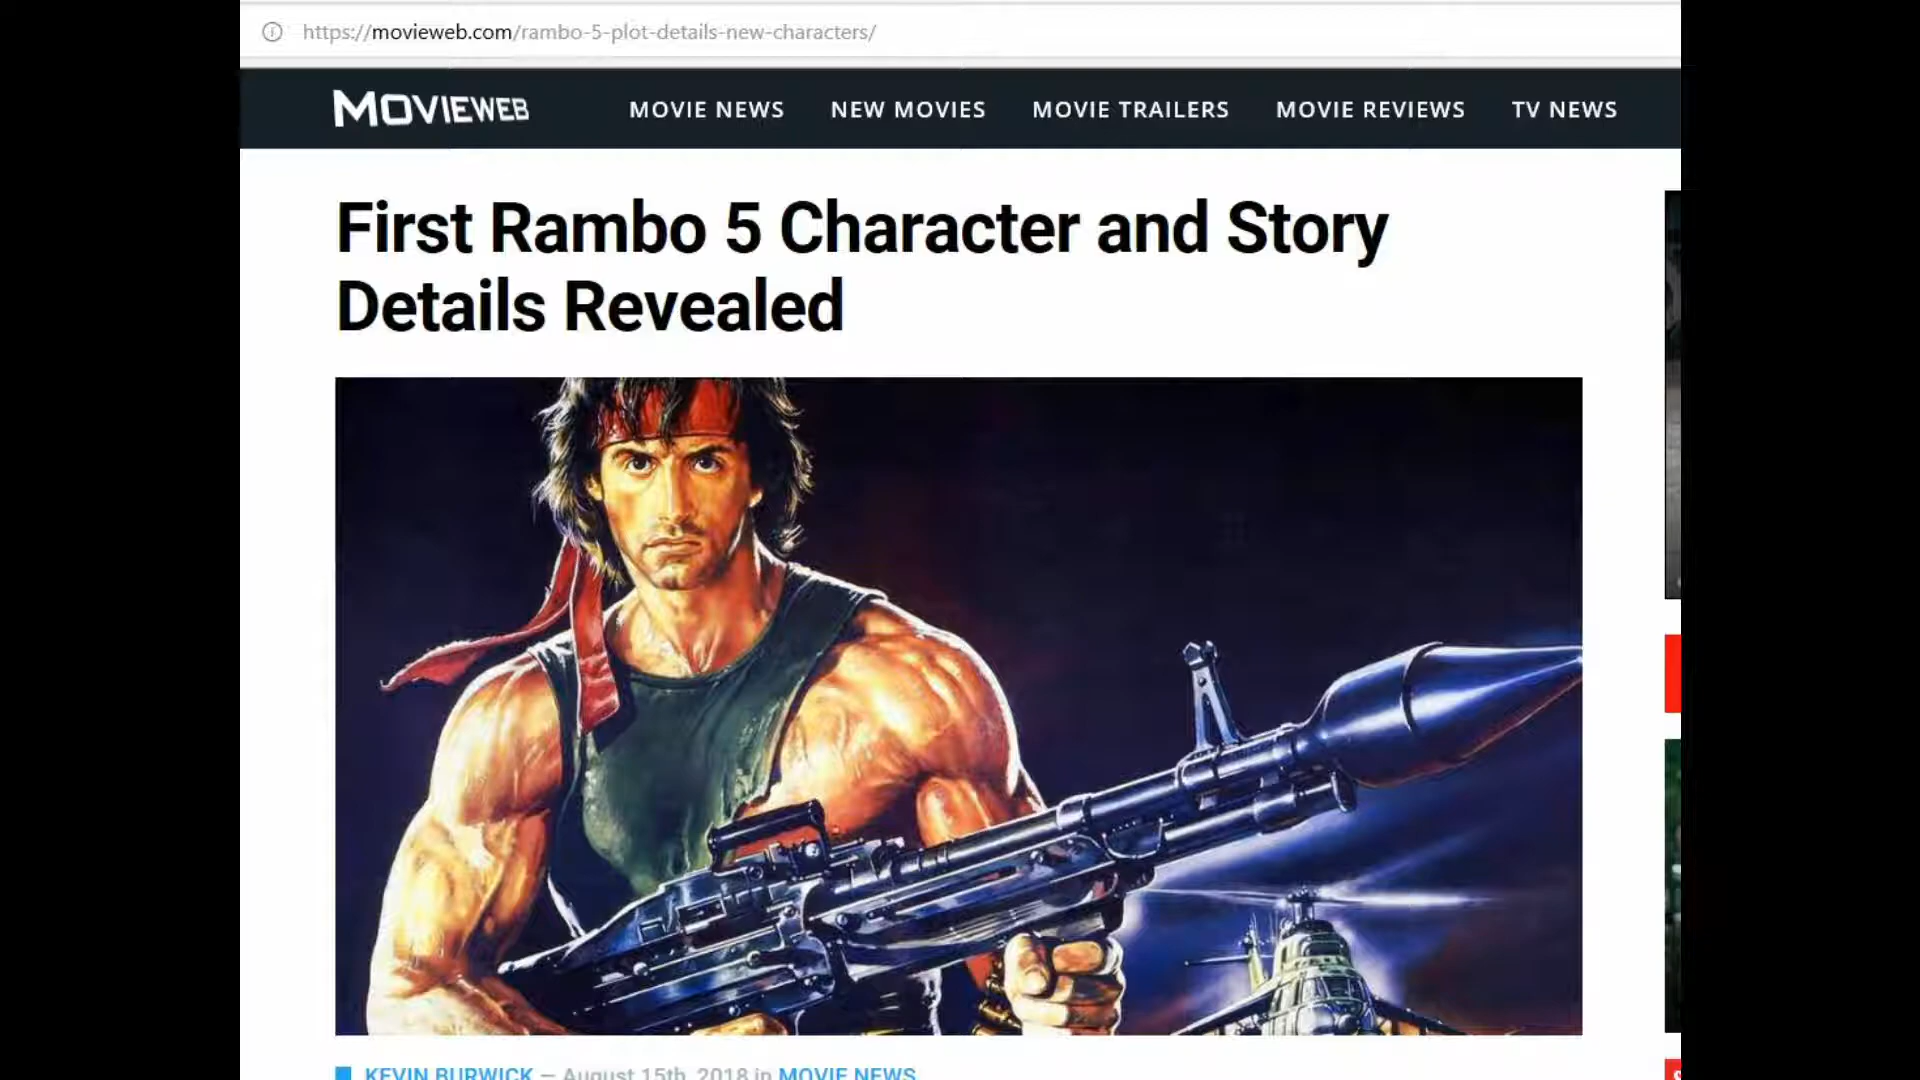 https://movieweb.com/rambo-5-plot-details-new-characters/
MOVIEWEB
MOVIE NEWS NEW MOVIES MOVIE TRAILERS MOVIE REVIEWS TV NEWS
First Rambo 5 Character and Story
Details Revealed
KEVIN BURWICK — August 15th, 2018 in MOVIE NEWS